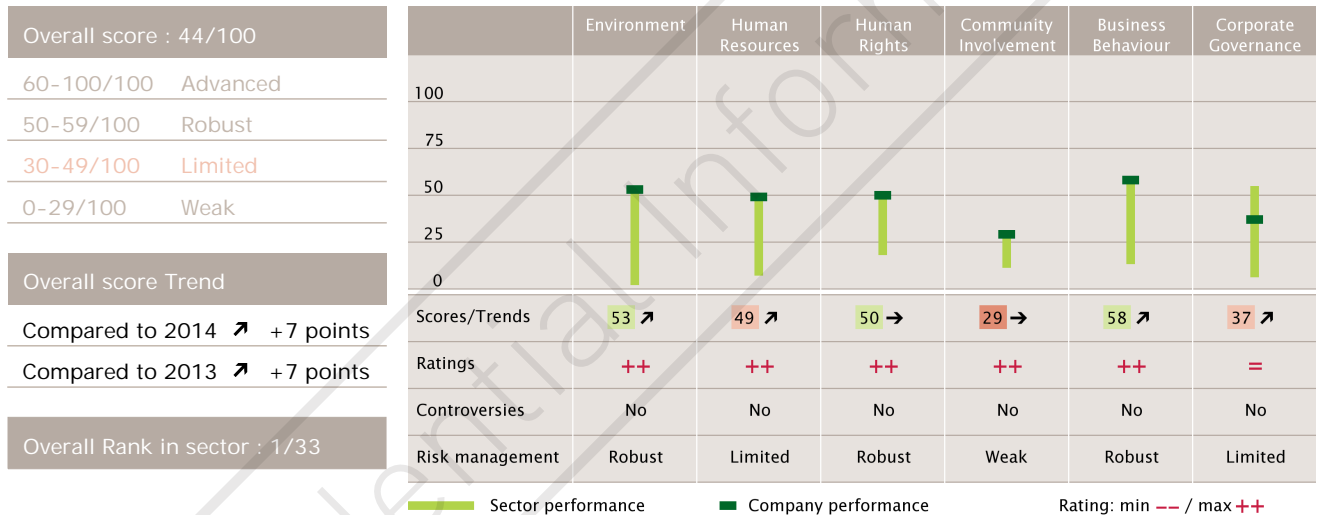 Overall score : 44/100
60-100/100 Advanced
50-59/100 Robust
30-49/100 Limited
0-29/100 Weak
Overall score Trend
Compared to 2014 ↗ +7 points
Compared to 2013 ↗ +7 points
Overall Rank in sector : 1/33
Environment
Human
Resources
Human
Rights
Community
Involvement
Business
Behaviour
Corporate
Governance
100
75
50
25
0
Scores/Trends 53 ↗ 49 ↗ 50 → 29 → 58 ↗ 37 ↗
Ratings ++ ++ ++ ++ ++ =
Controversies No No No No No No
Risk management Robust Limited Robust Weak Robust Limited
Sector performance Company performance Rating: min -- / max ++